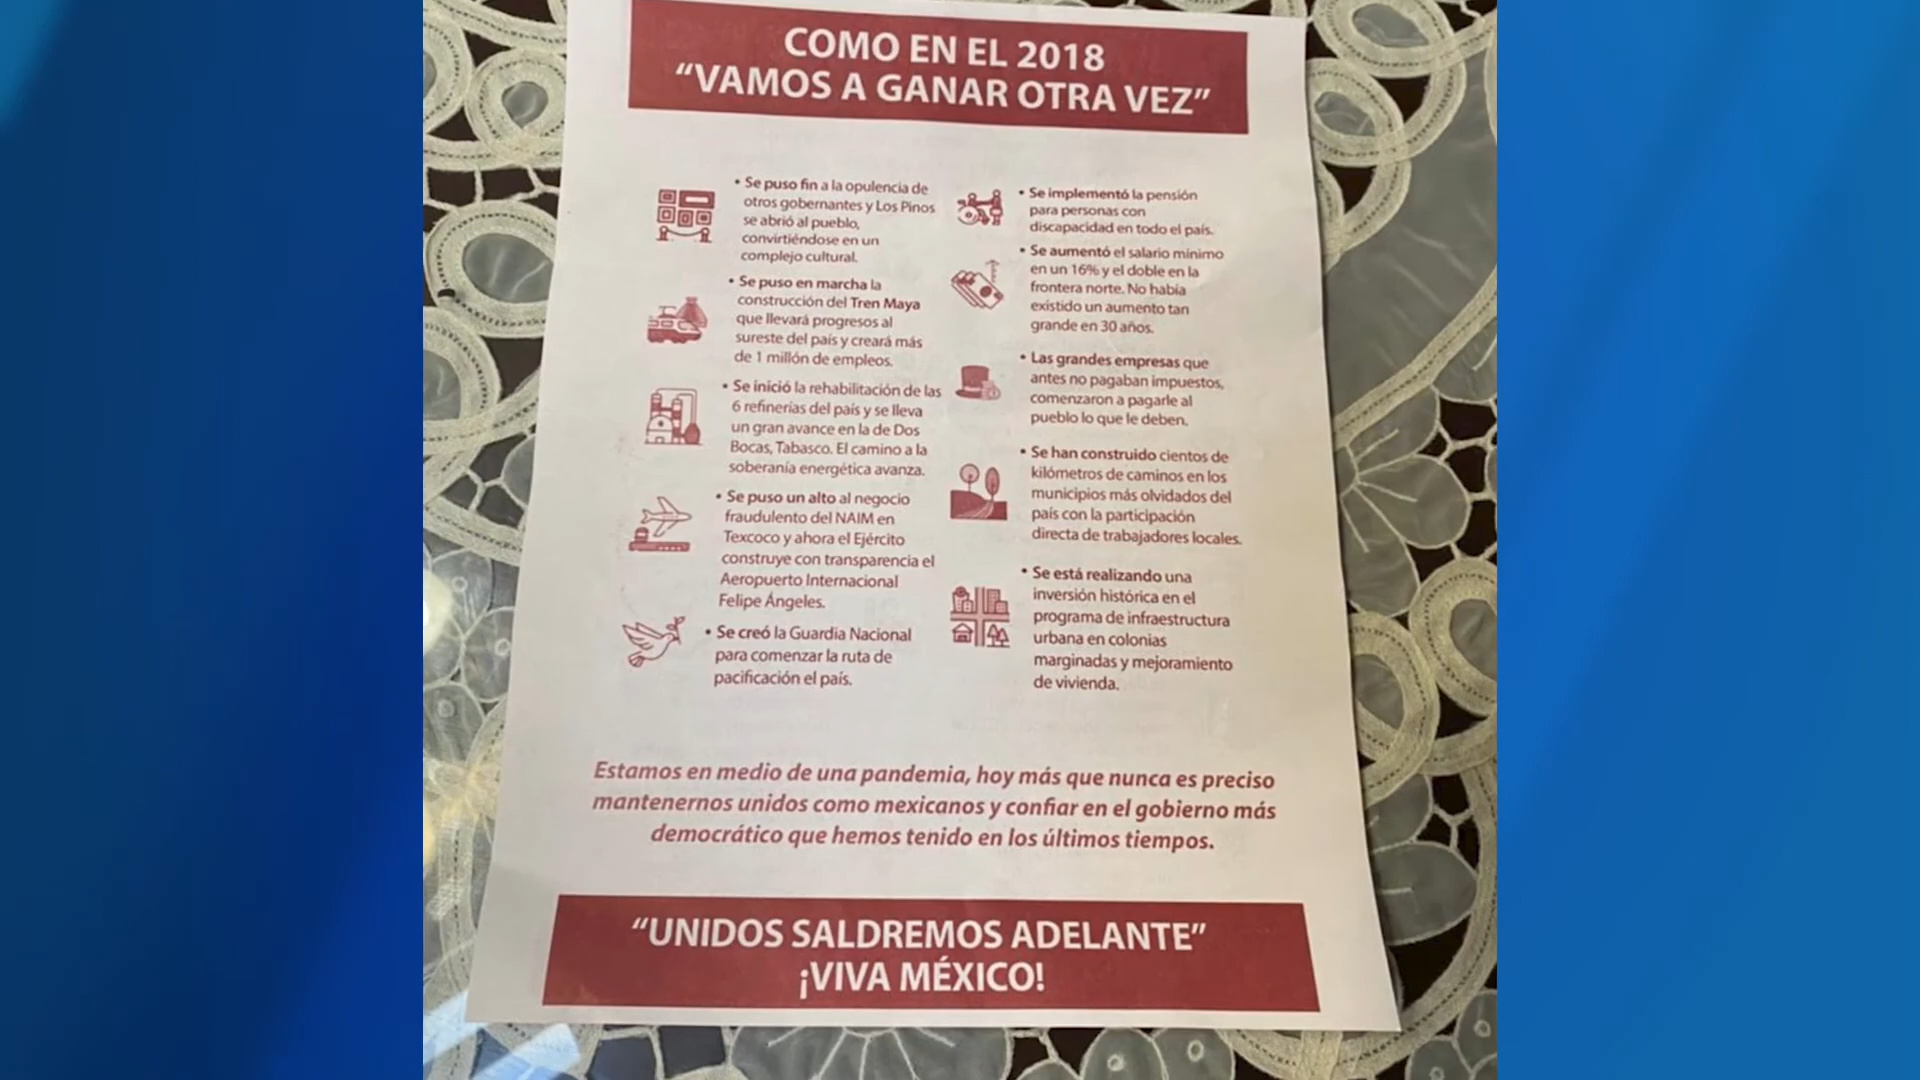 COMO EN EL 2018
“VAMOS A GANAR OTRA VEZ”
• Se puso fin a la opulencia de
otros gobernantes y Los Pinos
se abrió al pueblo,
convirtiéndose en un
complejo cultural.
• Se puso en marcha la
construcción del Tren Maya
que llevará progresos al
sureste del país y creará más
de 1 millón de empleos.
• Se inició la rehabilitación de las
6 refinerías del país y se lleva
un gran avance en la de Dos
Bocas, Tabasco. El camino a la
soberanía energética avanza.
• Se puso un alto al negocio
fraudulento del NAIM en
Texcoco y ahora el Ejército
construye con transparencia el
Aeropuerto Internacional
Felipe Ángeles.
• Se creó la Guardia Nacional
para comenzar la ruta de
pacificación el país.
• Se implementó la pensión
para personas con
discapacidad en todo el país.
• Se aumentó el salario mínimo
en un 16% y el doble en la
frontera norte. No había
existido un aumento tan
grande en 30 años.
• Las grandes empresas que
antes no pagaban impuestos,
comenzaron a pagarle al
pueblo lo que le deben.
• Se han construido cientos de
kilómetros de caminos en los
municipios más olvidados del
país con la participación
directa de trabajadores locales.
• Se está realizando una
inversión histórica en el
programa de infraestructura
urbana en colonias
marginadas y mejoramiento
de vivienda.
Estamos en medio de una pandemia, hoy más que nunca es preciso
mantenernos unidos como mexicanos y confiar en el gobierno más
democrático que hemos tenido en los últimos tiempos.
“UNIDOS SALDREMOS ADELANTE”
¡VIVA MÉXICO!